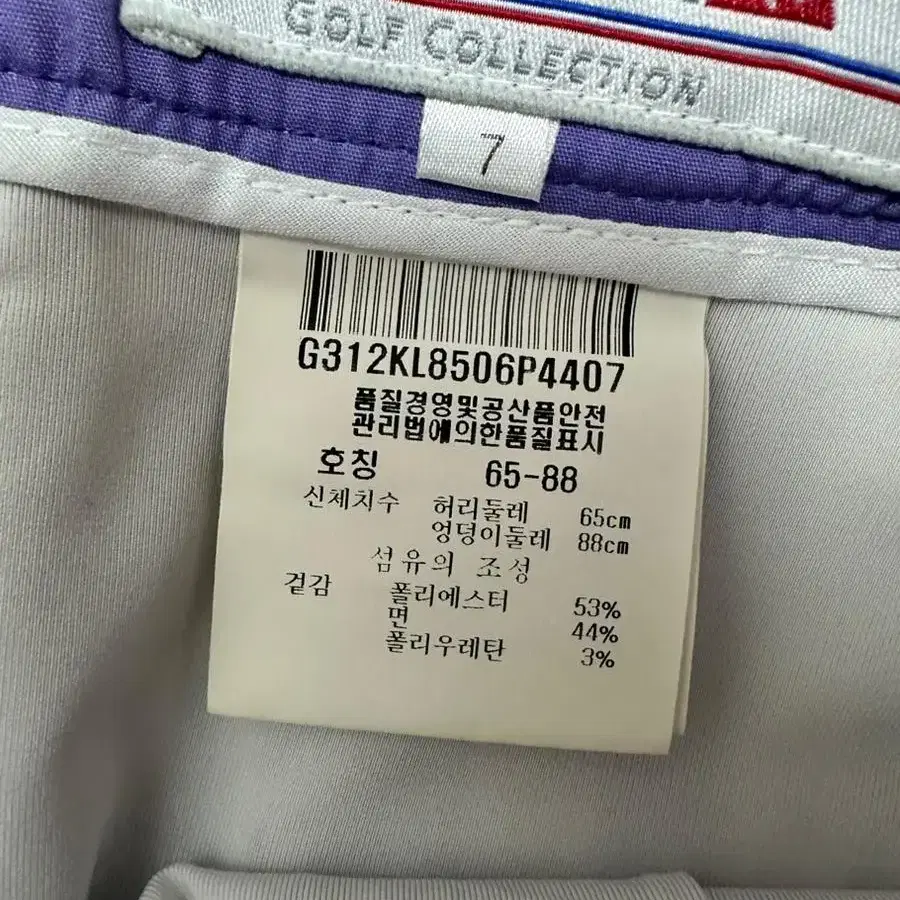 GOLF COLLECTION
7
G312KL8506P4407
품질경영및공산품안전
관리법에의한품질표시
호칭 65-88
신체치수 허리둘레 65cm
엉덩이둘레 88cm
섬유의 조성
겉감 폴리에스터 53%
면 44%
폴리우레탄 3%